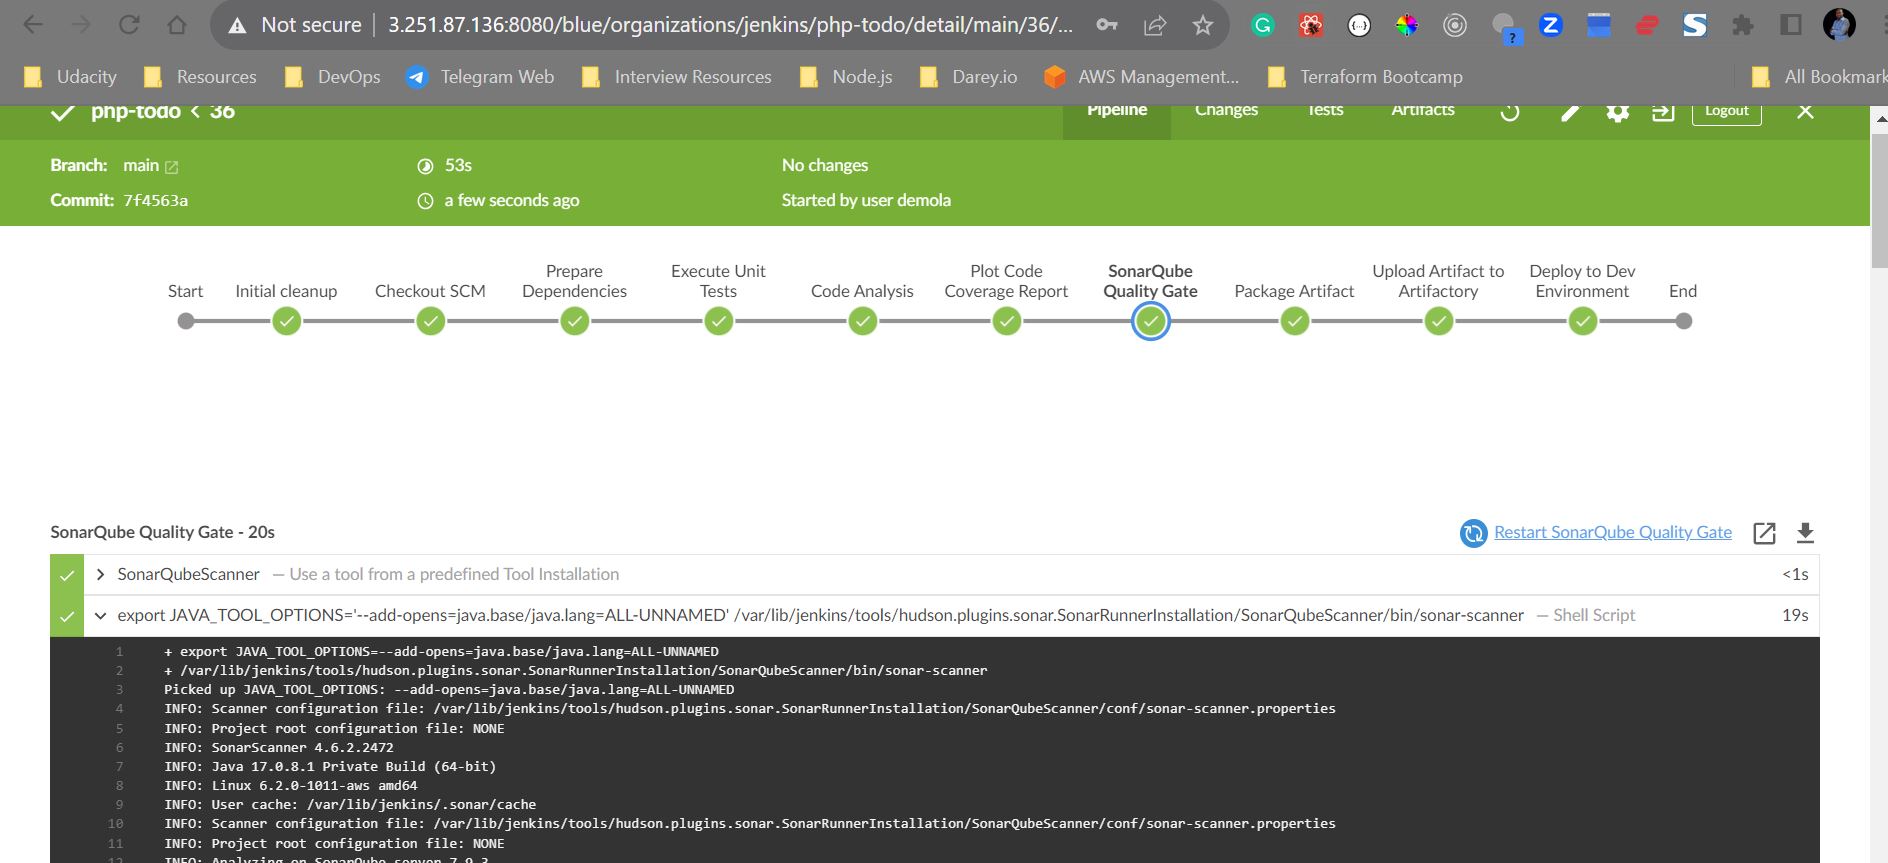 Not secure 3.251.87.136:8080/blue/organizations/jenkins/php-todo/detail/main/36/...
Udacity Resources DevOps Telegram Web Interview Resources Node.js Darey.io AWS Management... Terraform Bootcamp All Bookmark
php-todo < 36 Pipeline Changes Tests Artifacts Logout
Branch: main 53s No changes
Commit: 7f4563a a few seconds ago Started by user demola
Start
Initial cleanup
Checkout SCM
Prepare
Dependencies
Execute Unit
Tests
Code Analysis
Plot Code
Coverage Report
SonarQube
Quality Gate
Package Artifact
Upload Artifact to
Artifactory
Deploy to Dev
Environment
End
SonarQube Quality Gate - 20s Restart SonarQube Quality Gate
SonarQubeScanner — Use a tool from a predefined Tool Installation <1s
export JAVA_TOOL_OPTIONS='--add-opens=java.base/java.lang=ALL-UNNAMED' /var/lib/jenkins/tools/hudson.plugins.sonar.SonarRunnerInstallation/SonarQubeScanner/bin/sonar-scanner — Shell Script 19s
1 + export JAVA_TOOL_OPTIONS=--add-opens=java.base/java.lang=ALL-UNNAMED
2 + /var/lib/jenkins/tools/hudson.plugins.sonar.SonarRunnerInstallation/SonarQubeScanner/bin/sonar-scanner
3 Picked up JAVA_TOOL_OPTIONS: --add-opens=java.base/java.lang=ALL-UNNAMED
4 INFO: Scanner configuration file: /var/lib/jenkins/tools/hudson.plugins.sonar.SonarRunnerInstallation/SonarQubeScanner/conf/sonar-scanner.properties
5 INFO: Project root configuration file: NONE
6 INFO: SonarScanner 4.6.2.2472
7 INFO: Java 17.0.8.1 Private Build (64-bit)
8 INFO: Linux 6.2.0-1011-aws amd64
9 INFO: User cache: /var/lib/jenkins/.sonar/cache
10 INFO: Scanner configuration file: /var/lib/jenkins/tools/hudson.plugins.sonar.SonarRunnerInstallation/SonarQubeScanner/conf/sonar-scanner.properties
11 INFO: Project root configuration file: NONE
12 INFO: Analyzing on SonarQube server 7.9.3